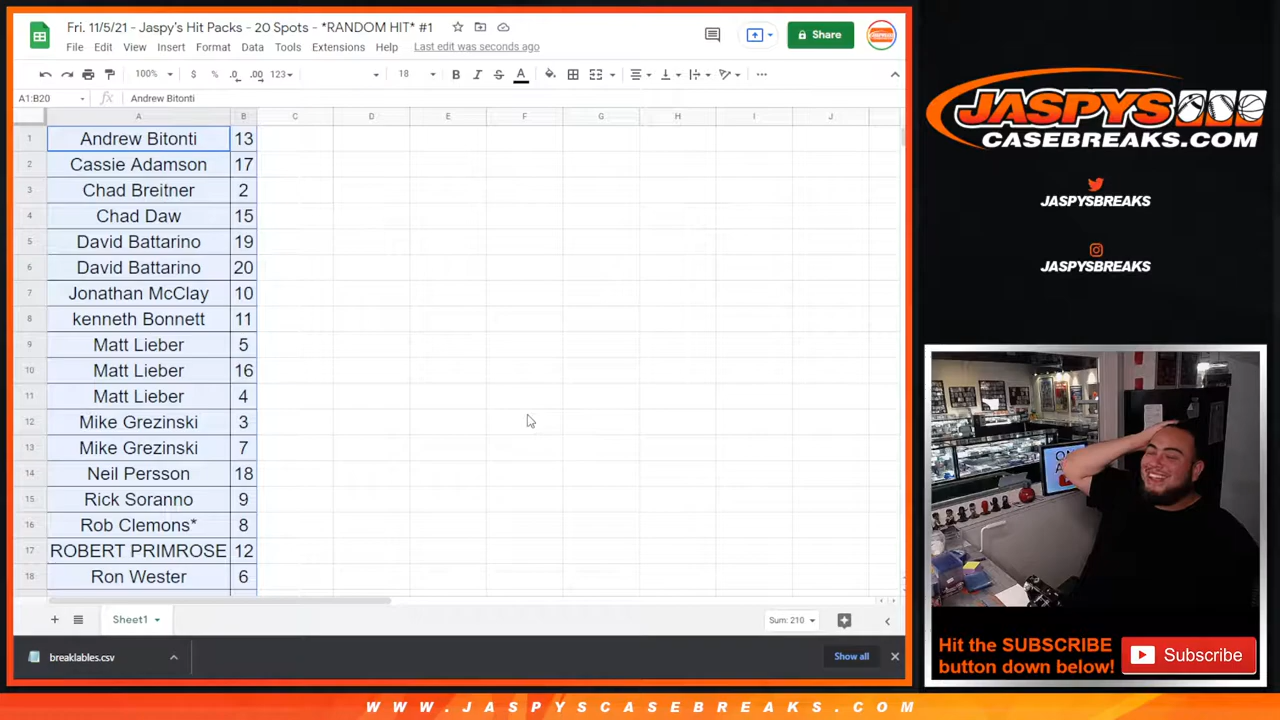 Fri. 11/5/21 - Jaspy's Hit Packs - 20 Spots - *RANDOM HIT* #1
File Edit View Insert Format Data Tools Extensions Help Last edit was seconds ago
Share
100% $ % .0 .00 123 18 B I S A
A1:B20 fx Andrew Bitonti
A B C D E F G H I J
1 Andrew Bitonti 13
2 Cassie Adamson 17
3 Chad Breitner 2
4 Chad Daw 15
5 David Battarino 19
6 David Battarino 20
7 Jonathan McClay 10
8 kenneth Bonnett 11
9 Matt Lieber 5
10 Matt Lieber 16
11 Matt Lieber 4
12 Mike Grezinski 3
13 Mike Grezinski 7
14 Neil Persson 18
15 Rick Soranno 9
16 Rob Clemons* 8
17 ROBERT PRIMROSE 12
18 Ron Wester 6
Sheet1
Sum: 210
breaklables.csv
Show all
JASPYS
CASEBREAKS.COM
JASPYSBREAKS
JASPYSBREAKS
Hit the SUBSCRIBE
button down below!
Subscribe
WWW.JASPYSCASEBREAKS.COM